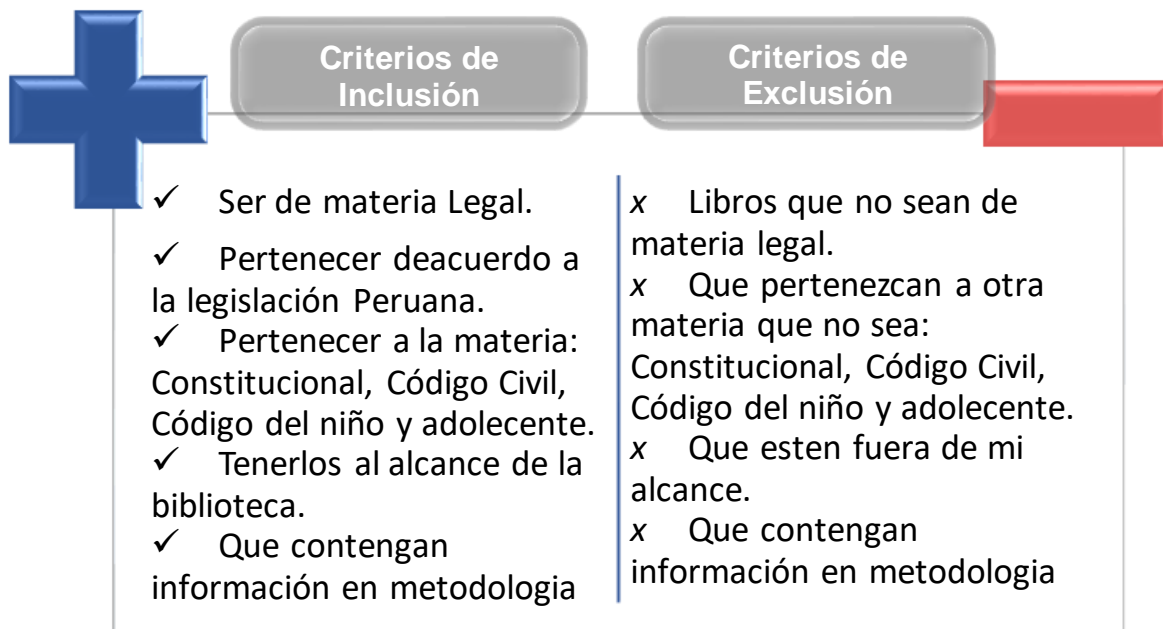 Criterios de
Inclusión
✓ Ser de materia Legal.
✓ Pertenecer deacuerdo a
la legislación Peruana.
✓ Pertenecer a la materia:
Constitucional, Código Civil,
Código del niño y adolecente.
✓ Tenerlos al alcance de la
biblioteca.
✓ Que contengan
información en metodologia
Criterios de
Exclusión
x Libros que no sean de
materia legal.
x Que pertenezcan a otra
materia que no sea:
Constitucional, Código Civil,
Código del niño y adolecente.
x Que esten fuera de mi
alcance.
x Que contengan
información en metodologia